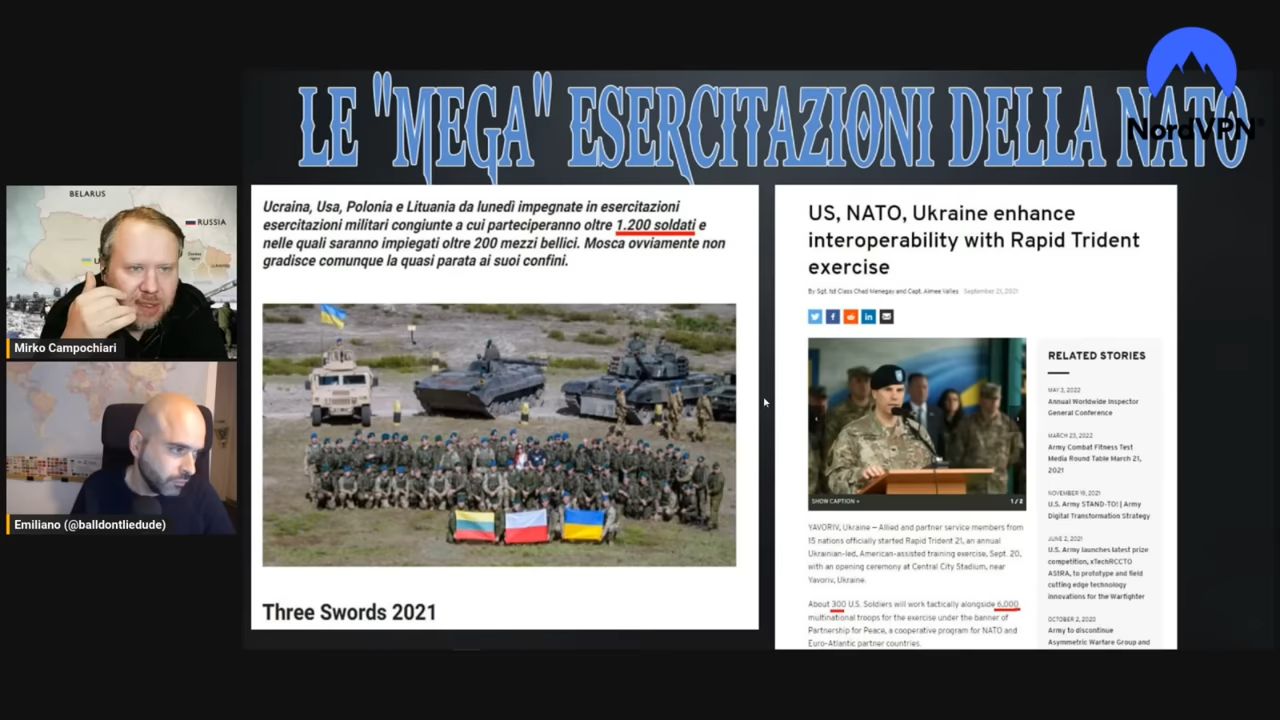 LE "MEGA" ESERCITAZIONI DELLA NATO
NordVPN®
BELARUS
RUSSIA
Mirko Campochiari
Emiliano (@balldontliedude)
Ucraina, Usa, Polonia e Lituania da lunedì impegnate in esercitazioni
esercitazioni militari congiunte a cui parteciperanno oltre 1.200 soldati e
nelle quali saranno impiegati oltre 200 mezzi bellici. Mosca ovviamente non
gradisce comunque la quasi parata ai suoi confini.
Three Swords 2021
US, NATO, Ukraine enhance
interoperability with Rapid Trident
exercise
By Sgt. 1st Class Chad Menegay and Capt. Aimee Valles September 21, 2021
SHOW CAPTION +
1 / 2
YAVORIV, Ukraine — Allied and partner service members from
15 nations officially started Rapid Trident 21, an annual
Ukrainian-led, American-assisted training exercise, Sept. 20,
with an opening ceremony at Central City Stadium, near
Yavoriv, Ukraine.
About 300 U.S. Soldiers will work tactically alongside 6,000
multinational troops for the exercise under the banner of
Partnership for Peace, a cooperative program for NATO and
Euro-Atlantic partner countries.
RELATED STORIES
MAY 3, 2022
Annual Worldwide Inspector
General Conference
MARCH 23, 2022
Army Combat Fitness Test
Media Round Table March 21,
2021
U.S. Army STAND-TO! | Army
Digital Transformation Strategy
JUNE 2, 2021
U.S. Army launches latest prize
competition, xTechRCCTO
AStRA, to prototype and field
cutting edge technology
innovations for the Warfighter
OCTOBER 2, 2020
Army to discontinue
Asymmetric Warfare Group and